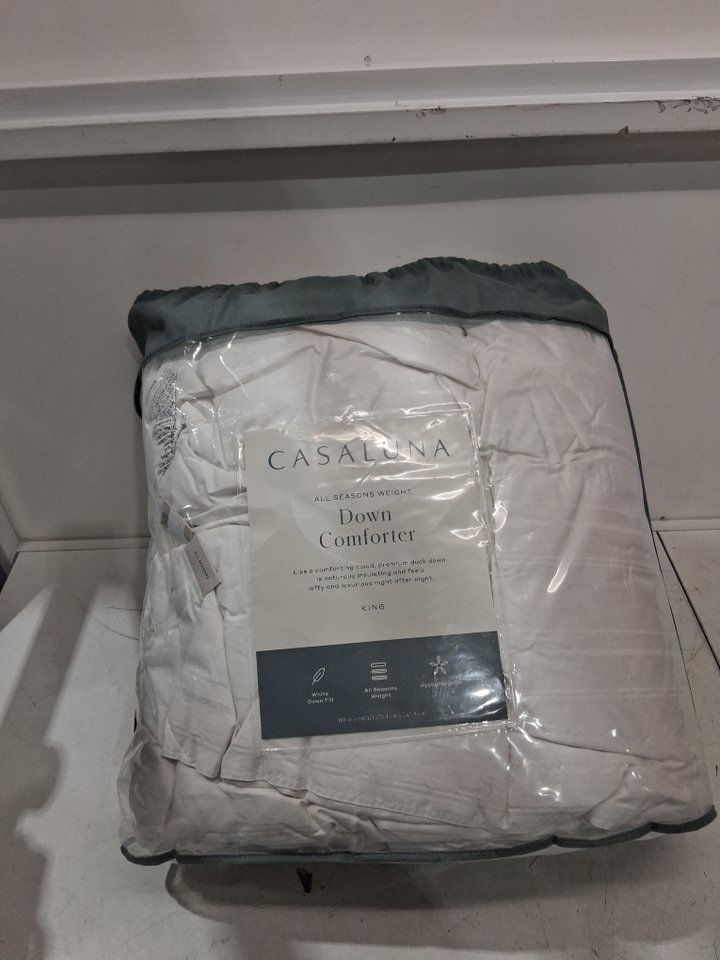 CASALUNA
ALL SEASONS WEIGHT
Down
Comforter
Like a comforting cloud, premium duck down
is naturally insulating and feels
lofty and luxurious night after night.
KING
White
Down Fill
All Seasons
Weight
Hypoallergenic